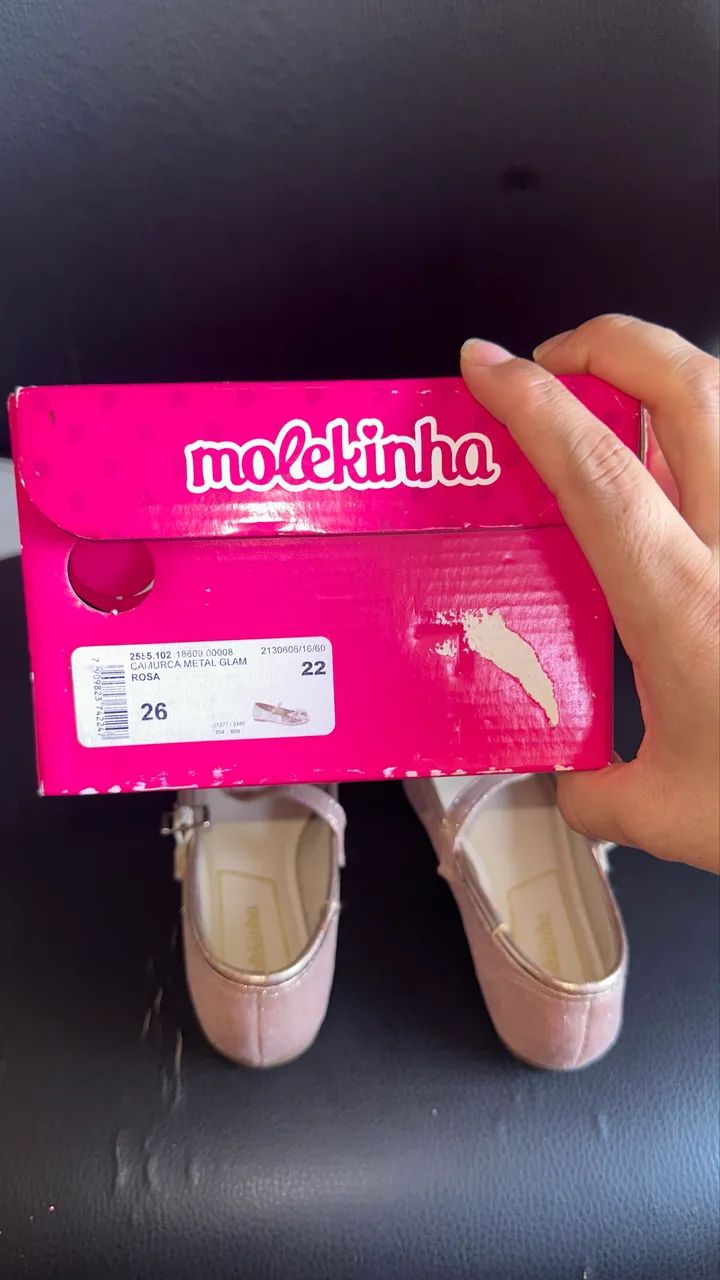 molekinha
2555.102.18609.00008 2130606/16/60
CAMURCA METAL GLAM 22
ROSA
26